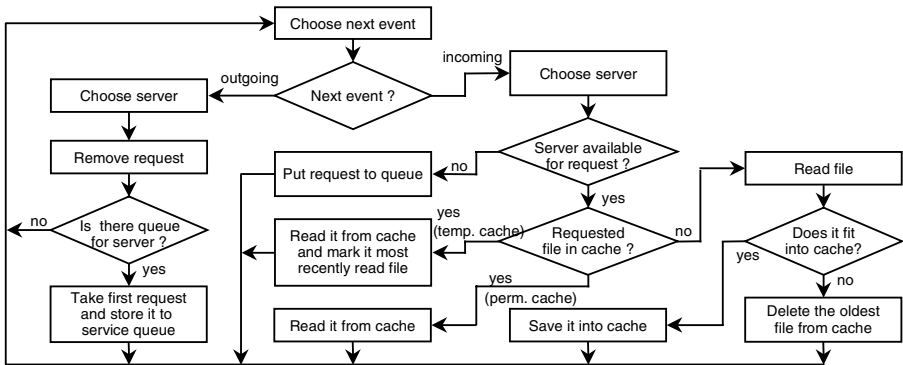 Choose next event
outgoing
Next event ?
incoming
Choose server
Choose server
Remove request
Is there queue
for server ?
no
yes
Take first request
and store it to
service queue
Server available
for request ?
no
Put request to queue
yes
Requested
file in cache ?
yes
(temp. cache)
Read it from cache
and mark it most
recently read file
yes
(perm. cache)
Read it from cache
no
Read file
Does it fit
into cache?
yes
Save it into cache
no
Delete the oldest
file from cache